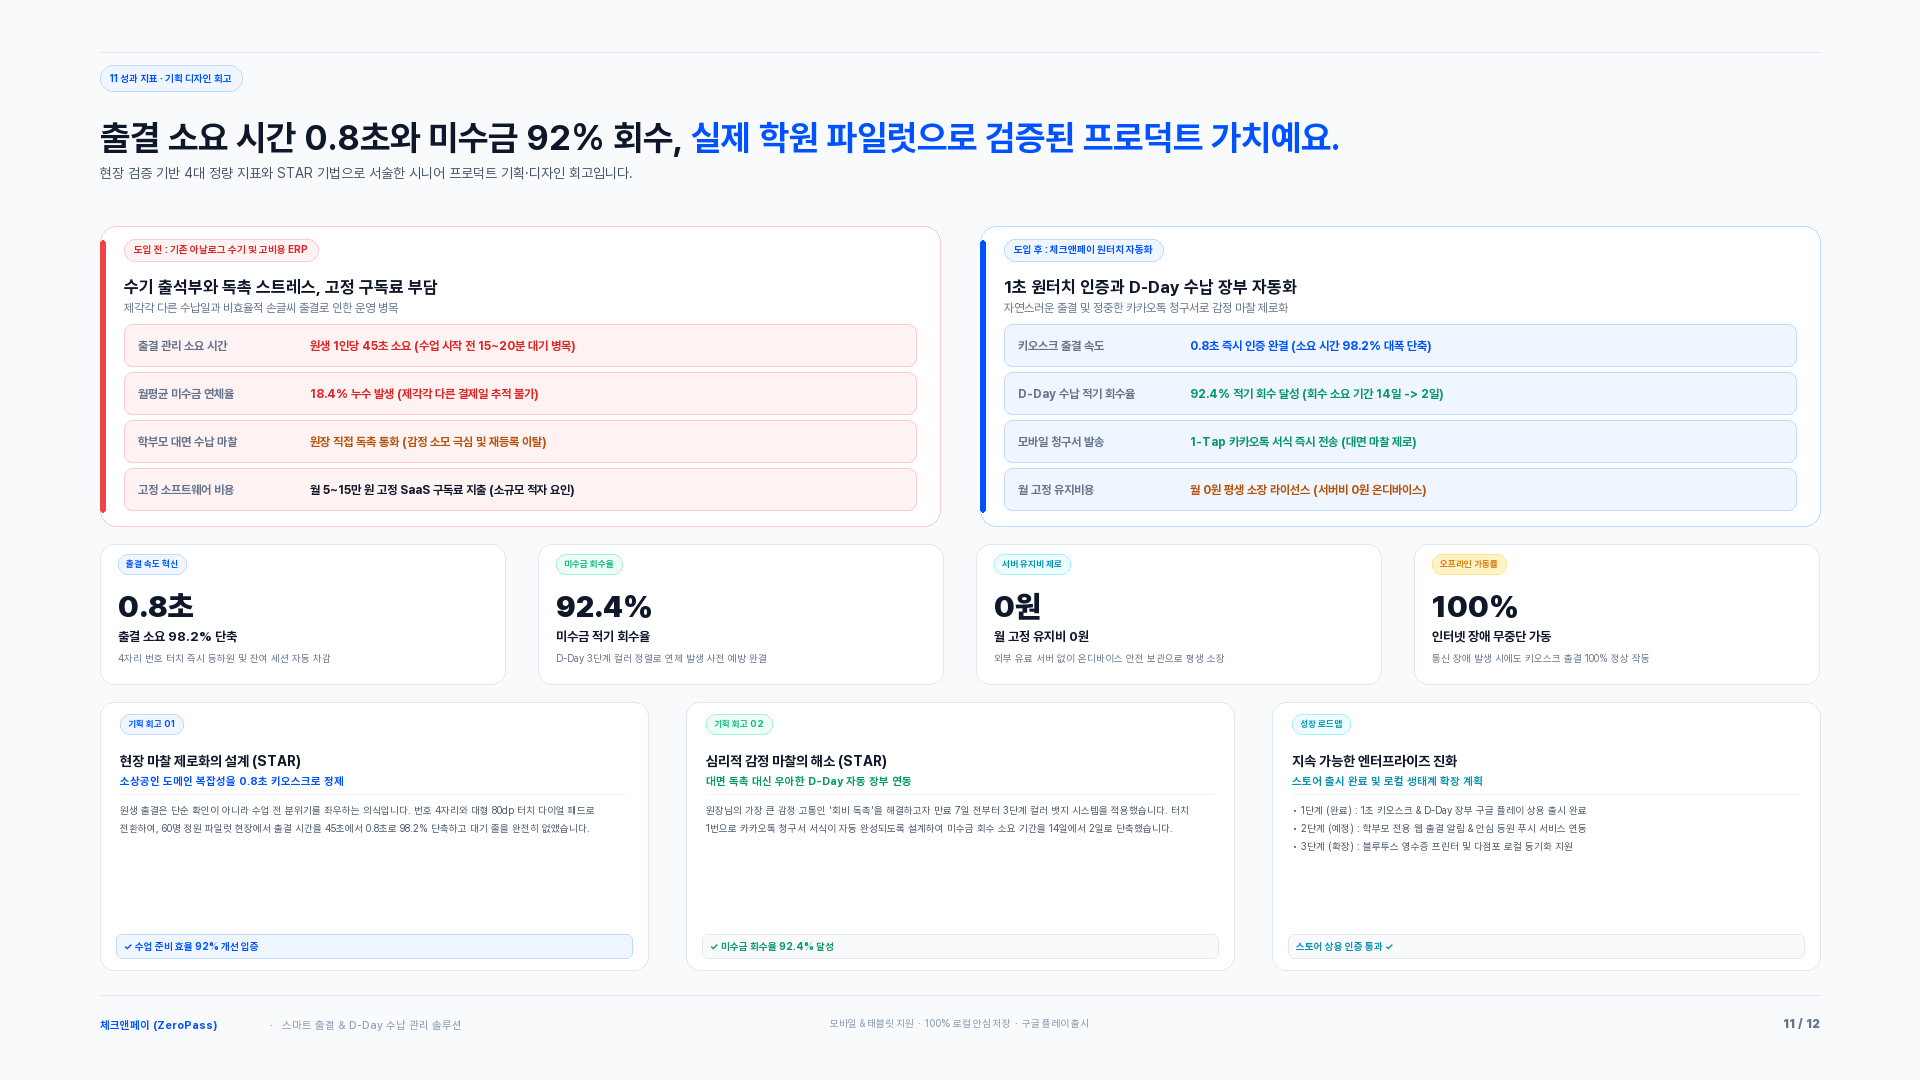 11 성과 지표 · 기획 디자인 회고
출결 소요 시간 0.8초와 미수금 92% 회수, 실제 학원 파일럿으로 검증된 프로덕트 가치예요.
현장 검증 기반 4대 정량 지표와 STAR 기법으로 서술한 시니어 프로덕트 기획·디자인 회고입니다.
도입 전 : 기존 아날로그 수기 및 고비용 ERP
수기 출석부와 독촉 스트레스, 고정 구독료 부담
제각각 다른 수납일과 비효율적 손글씨 출결로 인한 운영 병목
출결 관리 소요 시간 원생 1인당 45초 소요 (수업 시작 전 15~20분 대기 병목)
월평균 미수금 연체율 18.4% 누수 발생 (제각각 다른 결제일 추적 불가)
학부모 대면 수납 마찰 원장 직접 독촉 통화 (감정 소모 극심 및 재등록 이탈)
고정 소프트웨어 비용 월 5~15만 원 고정 SaaS 구독료 지출 (소규모 적자 요인)
도입 후 : 체크앤페이 원터치 자동화
1초 원터치 인증과 D-Day 수납 장부 자동화
자연스러운 출결 및 정중한 카카오톡 청구서로 감정 마찰 제로화
키오스크 출결 속도 0.8초 즉시 인증 완결 (소요 시간 98.2% 대폭 단축)
D-Day 수납 적기 회수율 92.4% 적기 회수 달성 (회수 소요 기간 14일 -> 2일)
모바일 청구서 발송 1-Tap 카카오톡 서식 즉시 전송 (대면 마찰 제로)
월 고정 유지비용 월 0원 평생 소장 라이선스 (서버비 0원 온디바이스)
출결 속도 혁신
0.8초
출결 소요 98.2% 단축
4자리 번호 터치 즉시 등하원 및 잔여 세션 자동 차감
미수금 회수율
92.4%
미수금 적기 회수율
D-Day 3단계 컬러 정렬로 연체 발생 사전 예방 완결
서버 유지비 제로
0원
월 고정 유지비 0원
외부 유료 서버 없이 온디바이스 안전 보관으로 평생 소장
오프라인 가동률
100%
인터넷 장애 무중단 가동
통신 장애 발생 시에도 키오스크 출결 100% 정상 작동
기획 회고 01
현장 마찰 제로화의 설계 (STAR)
소상공인 도메인 복잡성을 0.8초 키오스크로 정제
원생 출결은 단순 확인이 아니라 수업 전 분위기를 좌우하는 의식입니다. 번호 4자리와 대형 80dp 터치 다이얼 패드로
전환하여, 60명 정원 파일럿 현장에서 출결 시간을 45초에서 0.8초로 98.2% 단축하고 대기 줄을 완전히 없앴습니다.
✓ 수업 준비 효율 92% 개선 입증
기획 회고 02
심리적 감정 마찰의 해소 (STAR)
대면 독촉 대신 우아한 D-Day 자동 장부 연동
원장님의 가장 큰 감정 고통인 '회비 독촉'을 해결하고자 만료 7일 전부터 3단계 컬러 뱃지 시스템을 적용했습니다. 터치
1번으로 카카오톡 청구서 서식이 자동 완성되도록 설계하여 미수금 회수 소요 기간을 14일에서 2일로 단축했습니다.
✓ 미수금 회수율 92.4% 달성
성장 로드맵
지속 가능한 엔터프라이즈 진화
스토어 출시 완료 및 로컬 생태계 확장 계획
• 1단계 (완료) : 1초 키오스크 & D-Day 장부 구글 플레이 상용 출시 완료
• 2단계 (예정) : 학부모 전용 웹 출결 알림 & 안심 등원 푸시 서비스 연동
• 3단계 (확장) : 블루투스 영수증 프린터 및 다점포 로컬 동기화 지원
스토어 상용 인증 통과 ✓
체크앤페이 (ZeroPass) · 스마트 출결 & D-Day 수납 관리 솔루션
모바일 & 태블릿 지원 · 100% 로컬 안심 저장 · 구글 플레이 출시
11 / 12